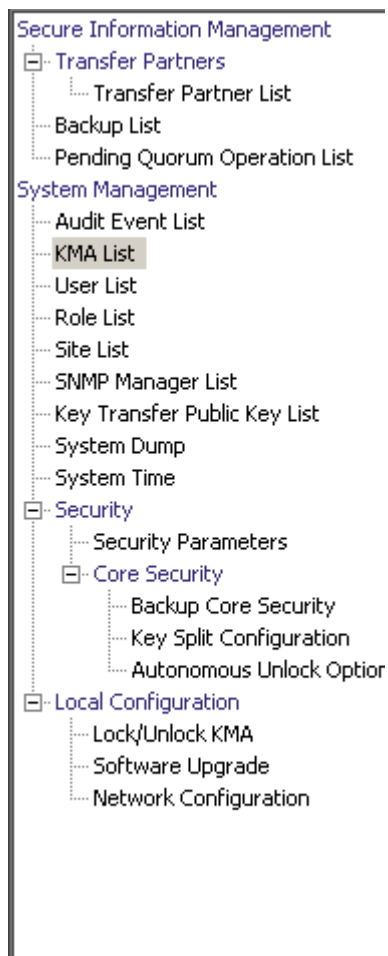 Secure Information Management
Transfer Partners
Transfer Partner List
Backup List
Pending Quorum Operation List
System Management
Audit Event List
KMA List
User List
Role List
Site List
SNMP Manager List
Key Transfer Public Key List
System Dump
System Time
Security
Security Parameters
Core Security
Backup Core Security
Key Split Configuration
Autonomous Unlock Option
Local Configuration
Lock/Unlock KMA
Software Upgrade
Network Configuration